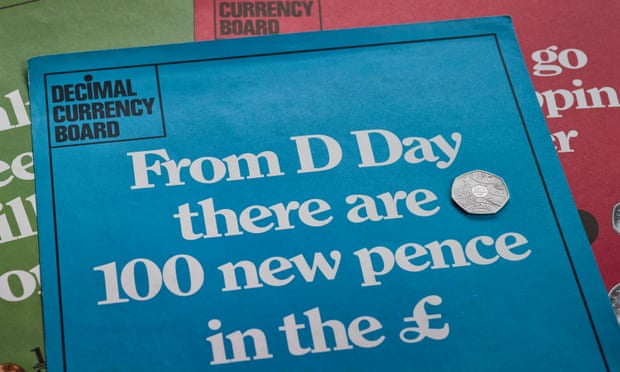 CURRENCY
BOARD
DECIMAL
CURRENCY
BOARD
From D Day
there are
100 new pence
in the £
go